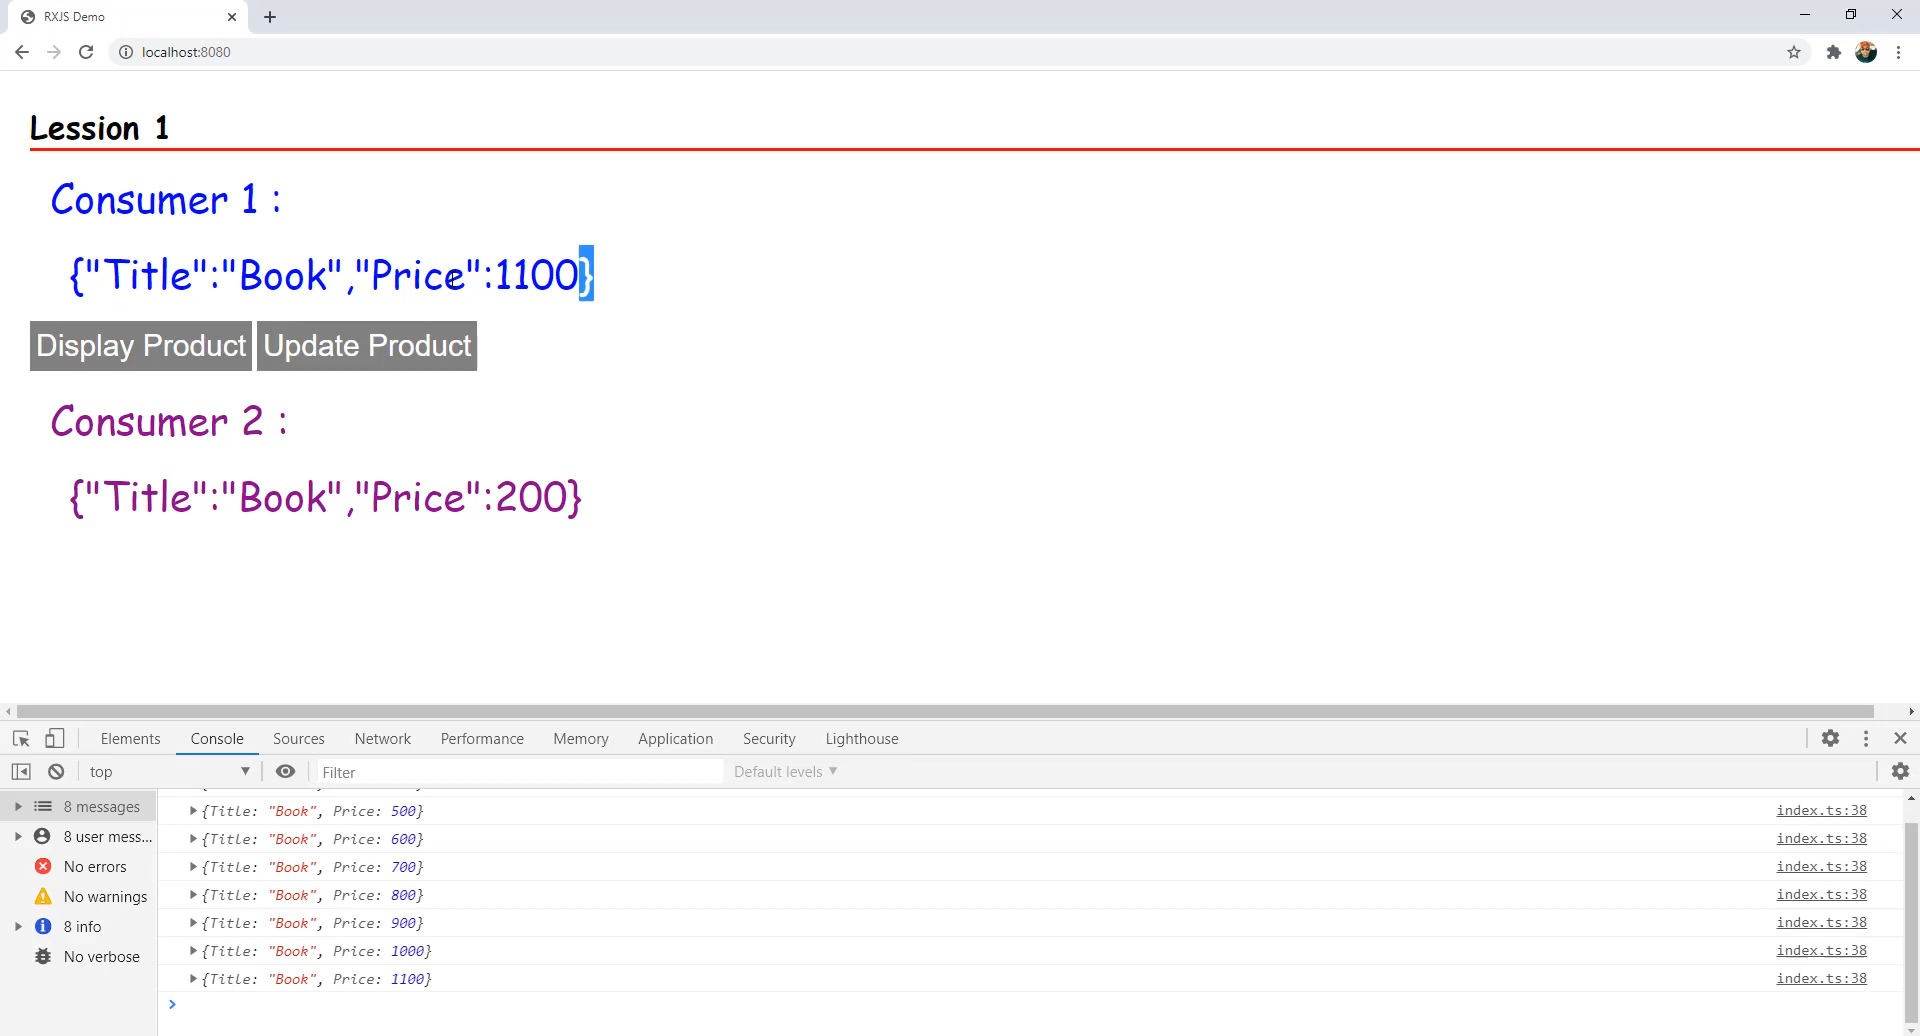 RXJS Demo
localhost:8080
Lession 1
Consumer 1 :
{"Title":"Book","Price":1100}
Display Product Update Product
Consumer 2 :
{"Title":"Book","Price":200}
Elements Console Sources Network Performance Memory Application Security Lighthouse
top Filter Default levels
8 messages
8 user mess...
No errors
No warnings
8 info
No verbose
{Title: "Book", Price: 500} index.ts:38
{Title: "Book", Price: 600} index.ts:38
{Title: "Book", Price: 700} index.ts:38
{Title: "Book", Price: 800} index.ts:38
{Title: "Book", Price: 900} index.ts:38
{Title: "Book", Price: 1000} index.ts:38
{Title: "Book", Price: 1100} index.ts:38